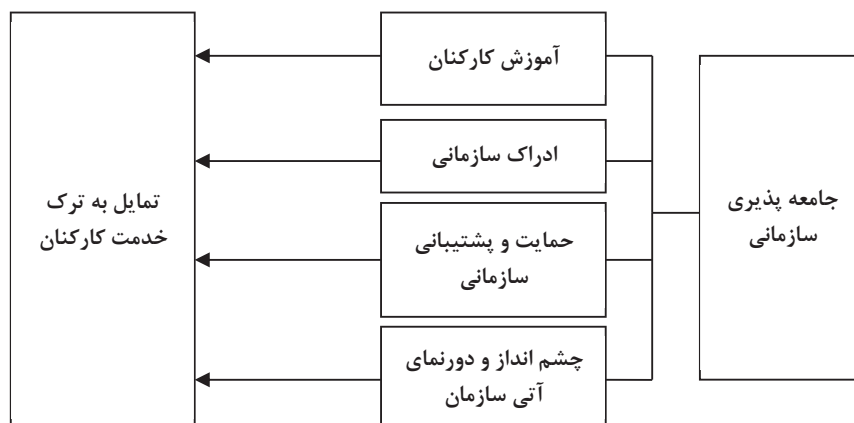 جامعه پذیری
سازمانی
آموزش کارکنان
ادراک سازمانی
حمایت و پشتیبانی
سازمانی
چشم انداز و دورنمای
آتی سازمان
تمایل به ترک
خدمت کارکنان